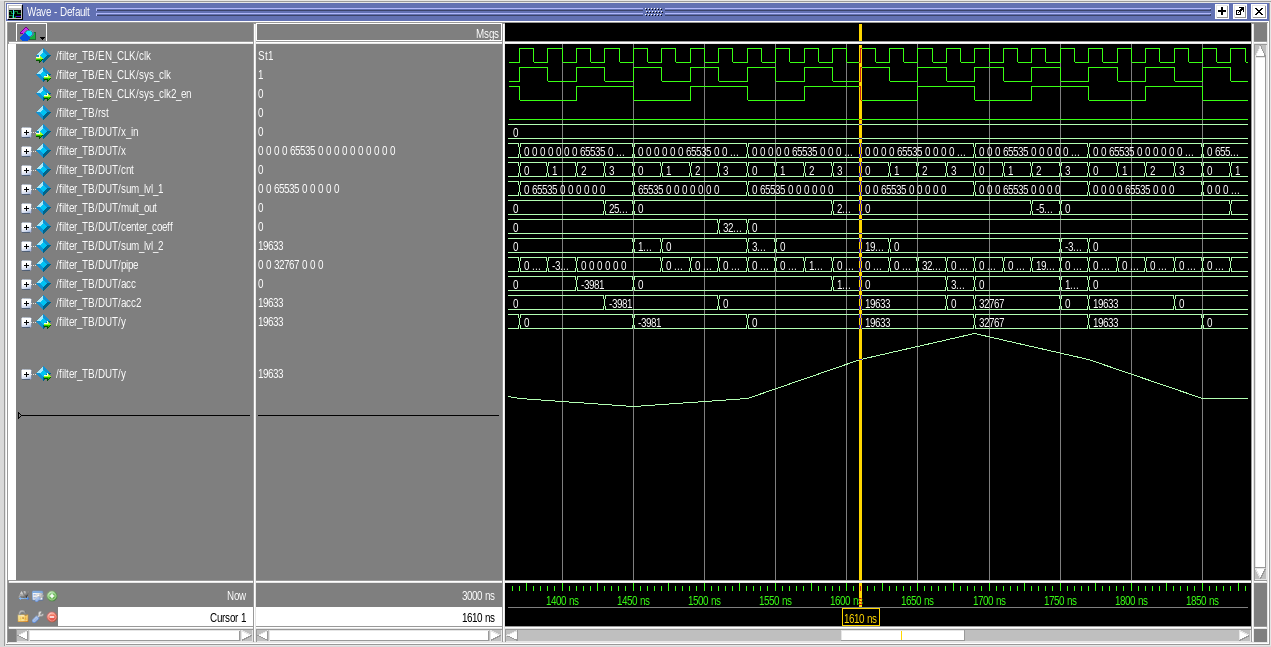 Wave - Default
Msgs
/filter_TB/EN_CLK/clk St1
/filter_TB/EN_CLK/sys_clk 1
/filter_TB/EN_CLK/sys_clk2_en 0
/filter_TB/rst 0
/filter_TB/DUT/x_in 0 0
/filter_TB/DUT/x 0 0 0 0 65535 0 0 0 0 0 0 0 0 0 0 0 0 0 0 0 0 0 65535 0 ... 0 0 0 0 0 0 65535 0 0 ... 0 0 0 0 0 65535 0 0 0 ... 0 0 0 0 65535 0 0 0 0 ... 0 0 0 65535 0 0 0 0 0 ... 0 0 65535 0 0 0 0 0 0 ... 0 655...
/filter_TB/DUT/cnt 0 0 1 2 3 0 1 2 3 0 1 2 3 0 1 2 3 0 1 2 3 0 1 2 3 0 1
/filter_TB/DUT/sum_lvl_1 0 0 65535 0 0 0 0 0 0 65535 0 0 0 0 0 0 65535 0 0 0 0 0 0 0 0 65535 0 0 0 0 0 0 0 0 65535 0 0 0 0 0 0 0 0 65535 0 0 0 0 0 0 ...
/filter_TB/DUT/mult_out 0 0 25... 0 2... 0 -5... 0
/filter_TB/DUT/center_coeff 0 0 32... 0
/filter_TB/DUT/sum_lvl_2 19633 0 1... 0 3... 0 19... 0 -3... 0
/filter_TB/DUT/pipe 0 0 32767 0 0 0 0 ... -3... 0 0 0 0 0 0 0 ... 0 ... 0 ... 0 ... 0 ... 1... 0 ... 0 ... 0 ... 32... 0 ... 0 ... 0 ... 19... 0 ... 0 ... 0 ... 0 ... 0 ... 0 ...
/filter_TB/DUT/acc 0 0 -3981 0 1... 0 3... 0 1... 0
/filter_TB/DUT/acc2 19633 0 -3981 0 19633 0 32767 0 19633 0
/filter_TB/DUT/y 19633 0 -3981 0 19633 32767 19633 0
/filter_TB/DUT/y 19633
Now 3000 ns 1400 ns 1450 ns 1500 ns 1550 ns 1600 ns 1650 ns 1700 ns 1750 ns 1800 ns 1850 ns
Cursor 1 1610 ns 1610 ns